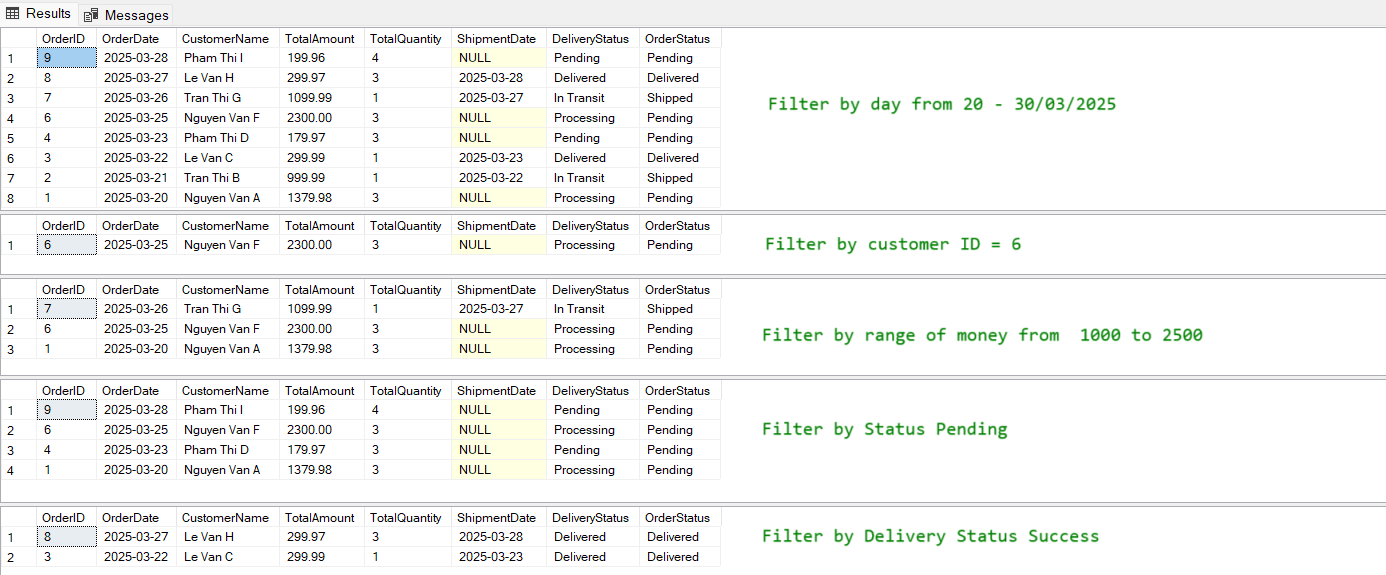 Results Messages
OrderID OrderDate CustomerName TotalAmount TotalQuantity ShipmentDate DeliveryStatus OrderStatus
1 9 2025-03-28 Pham Thi I 199.96 4 NULL Pending Pending
2 8 2025-03-27 Le Van H 299.97 3 2025-03-28 Delivered Delivered
3 7 2025-03-26 Tran Thi G 1099.99 1 2025-03-27 In Transit Shipped
Filter by day from 20 - 30/03/2025
4 6 2025-03-25 Nguyen Van F 2300.00 3 NULL Processing Pending
5 4 2025-03-23 Pham Thi D 179.97 3 NULL Pending Pending
6 3 2025-03-22 Le Van C 299.99 1 2025-03-23 Delivered Delivered
7 2 2025-03-21 Tran Thi B 999.99 1 2025-03-22 In Transit Shipped
8 1 2025-03-20 Nguyen Van A 1379.98 3 NULL Processing Pending
OrderID OrderDate CustomerName TotalAmount TotalQuantity ShipmentDate DeliveryStatus OrderStatus
1 6 2025-03-25 Nguyen Van F 2300.00 3 NULL Processing Pending
Filter by customer ID = 6
OrderID OrderDate CustomerName TotalAmount TotalQuantity ShipmentDate DeliveryStatus OrderStatus
1 7 2025-03-26 Tran Thi G 1099.99 1 2025-03-27 In Transit Shipped
2 6 2025-03-25 Nguyen Van F 2300.00 3 NULL Processing Pending
Filter by range of money from 1000 to 2500
3 1 2025-03-20 Nguyen Van A 1379.98 3 NULL Processing Pending
OrderID OrderDate CustomerName TotalAmount TotalQuantity ShipmentDate DeliveryStatus OrderStatus
1 9 2025-03-28 Pham Thi I 199.96 4 NULL Pending Pending
2 6 2025-03-25 Nguyen Van F 2300.00 3 NULL Processing Pending
Filter by Status Pending
3 4 2025-03-23 Pham Thi D 179.97 3 NULL Pending Pending
4 1 2025-03-20 Nguyen Van A 1379.98 3 NULL Processing Pending
OrderID OrderDate CustomerName TotalAmount TotalQuantity ShipmentDate DeliveryStatus OrderStatus
1 8 2025-03-27 Le Van H 299.97 3 2025-03-28 Delivered Delivered
Filter by Delivery Status Success
2 3 2025-03-22 Le Van C 299.99 1 2025-03-23 Delivered Delivered